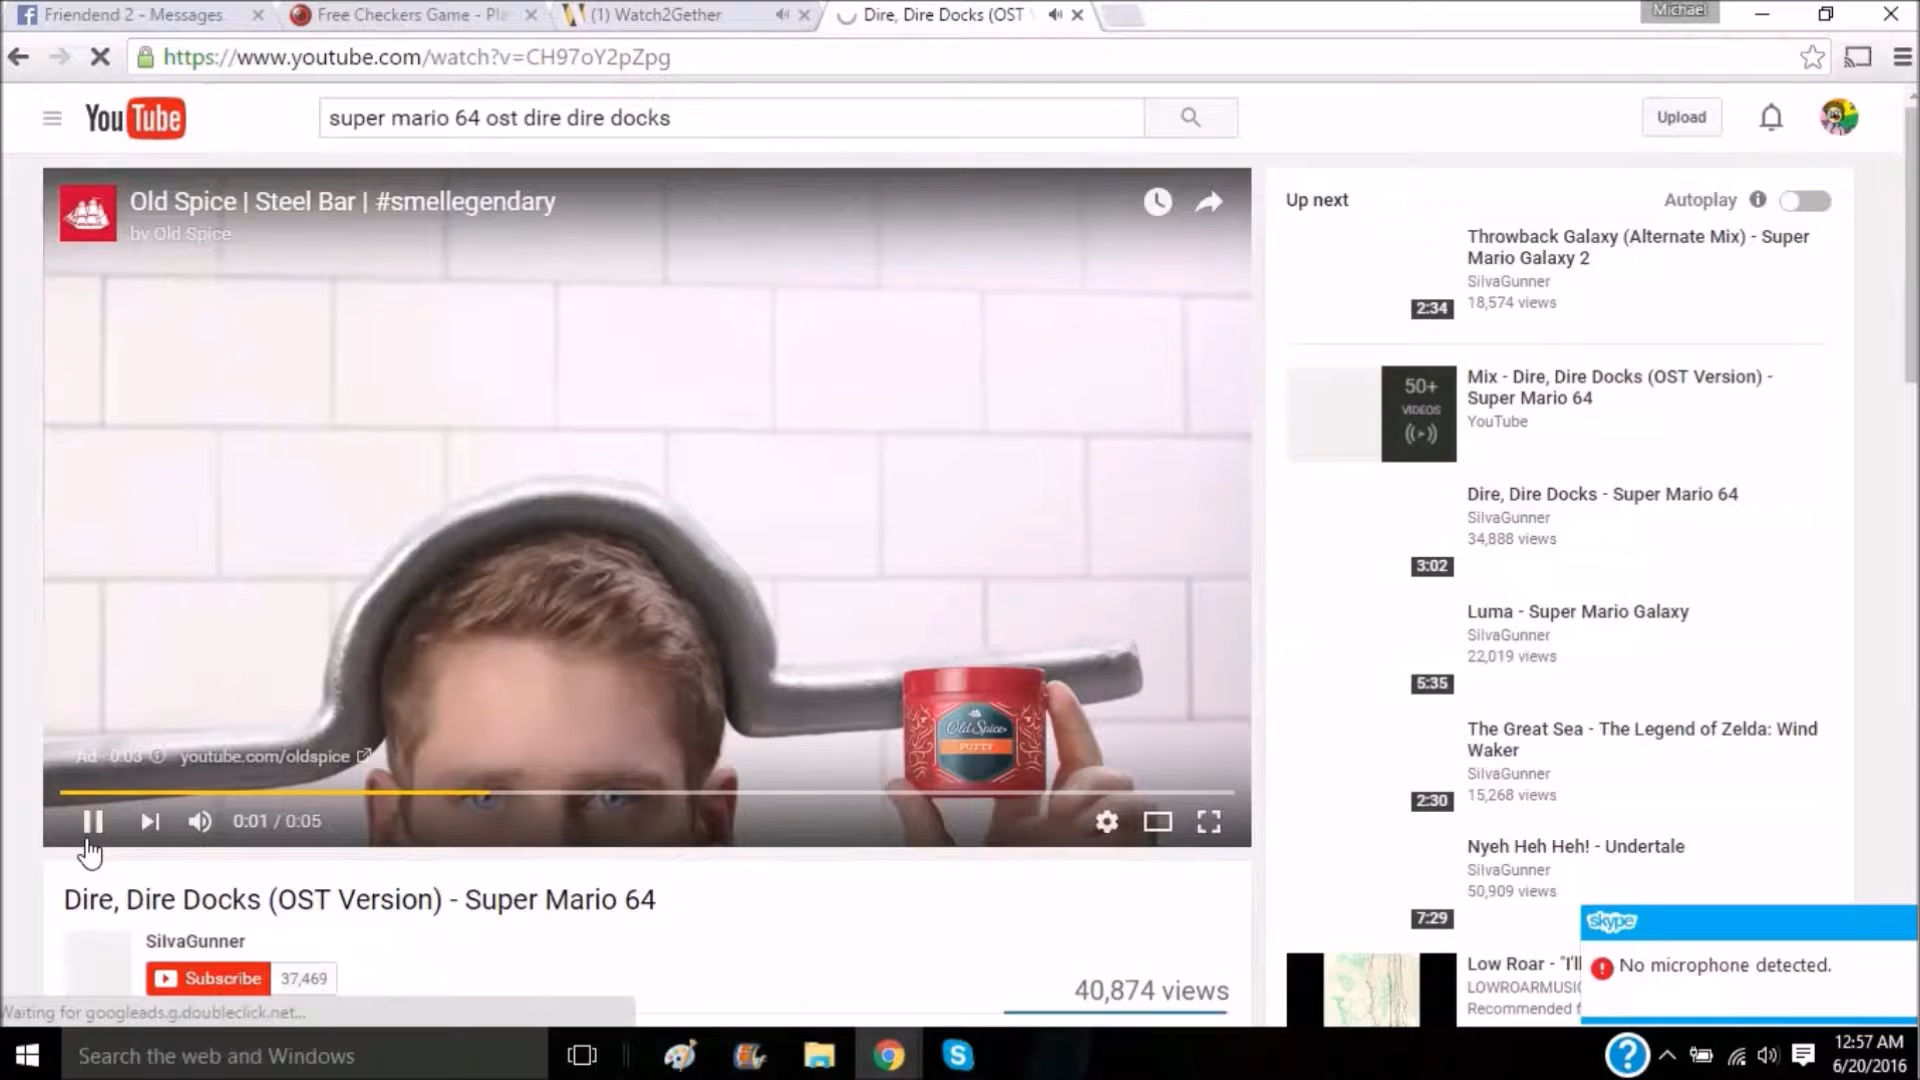 Friendend 2 - Messages
Free Checkers Game - Pl
(1) Watch2Gether
Dire, Dire Docks (OST
Michael
https://www.youtube.com/watch?v=CH97oY2pZpg
YouTube
super mario 64 ost dire dire docks
Upload
Old Spice | Steel Bar | #smellegendary
by Old Spice
Old Spice
PUTTY
Ad · 0:03
youtube.com/oldspice
0:01 / 0:05
Dire, Dire Docks (OST Version) - Super Mario 64
SilvaGunner
Subscribe
37,469
40,874 views
Waiting for googleads.g.doubleclick.net...
Up next
Autoplay
Throwback Galaxy (Alternate Mix) - Super
Mario Galaxy 2
SilvaGunner
18,574 views
2:34
50+
VIDEOS
Mix - Dire, Dire Docks (OST Version) -
Super Mario 64
YouTube
Dire, Dire Docks - Super Mario 64
SilvaGunner
34,888 views
3:02
Luma - Super Mario Galaxy
SilvaGunner
22,019 views
5:35
The Great Sea - The Legend of Zelda: Wind
Waker
SilvaGunner
15,268 views
2:30
Nyeh Heh Heh! - Undertale
SilvaGunner
50,909 views
7:29
Low Roar - "I'll
LOWROARMUSIC
Recommended f
skype
No microphone detected.
Search the web and Windows
12:57 AM
6/20/2016